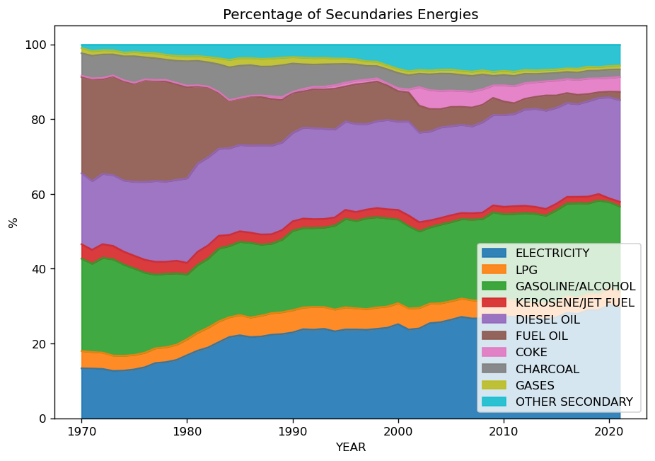 Percentage of Secundaries Energies
100
80
60
40
20
0
%
1970
1980
1990
2000
2010
2020
YEAR
ELECTRICITY
LPG
GASOLINE/ALCOHOL
KEROSENE/JET FUEL
DIESEL OIL
FUEL OIL
COKE
CHARCOAL
GASES
OTHER SECONDARY